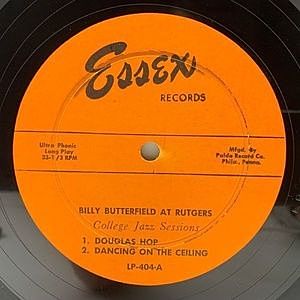 Essex
RECORDS
Ultra Phonic
Long Play
33-1/3 RPM
Mfgd. By
Palda Record Co.
Phila., Penna.
BILLY BUTTERFIELD AT RUTGERS
College Jazz Sessions
1. DOUGLAS HOP
2. DANCING ON THE CEILING
LP-404-A